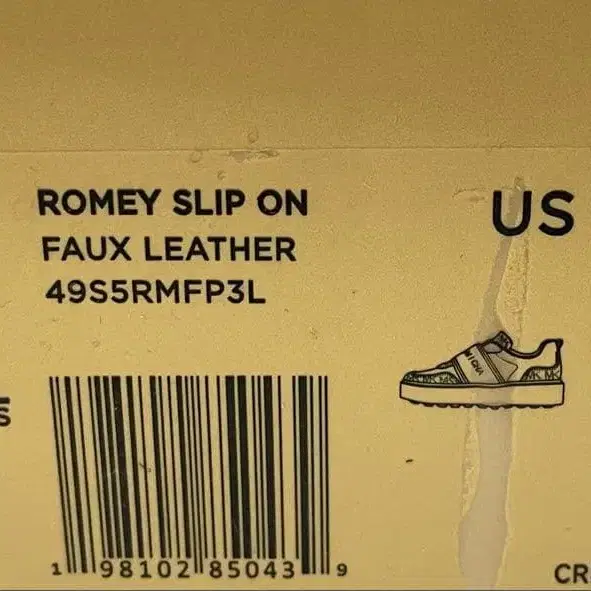 ROMEY SLIP ON
FAUX LEATHER
49S5RMFP3L
US
S
1 98102 85043 9
CR